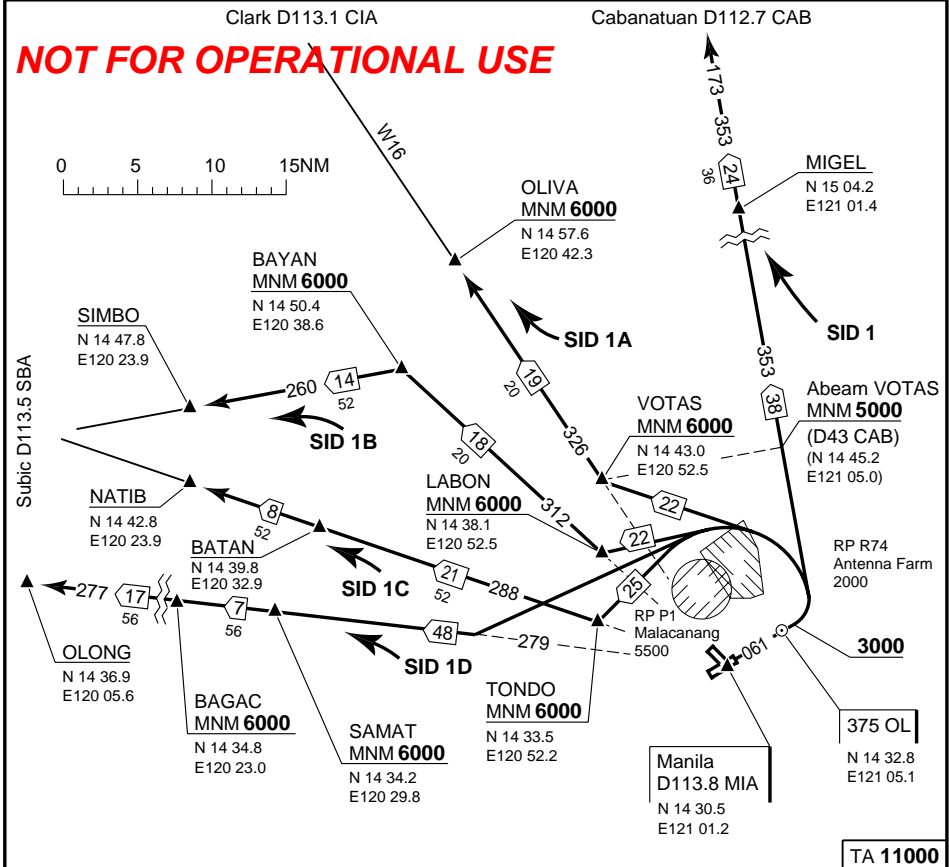 Clark D113.1 CIA
Cabanatuan D112.7 CAB
NOT FOR OPERATIONAL USE
0 5 10 15NM
W16
173
353
24
36
MIGEL
N 15 04.2
E121 01.4
OLIVA
MNM 6000
N 14 57.6
E120 42.3
BAYAN
MNM 6000
N 14 50.4
E120 38.6
SIMBO
N 14 47.8
E120 23.9
SID 1A
SID 1
260
14
52
SID 1B
19
20
326
353
38
VOTAS
MNM 6000
N 14 43.0
E120 52.5
Abeam VOTAS
MNM 5000
(D43 CAB)
(N 14 45.2
E121 05.0)
Subic D113.5 SBA
18
20
312
LABON
MNM 6000
N 14 38.1
E120 52.5
22
22
NATIB
N 14 42.8
E120 23.9
8
52
BATAN
N 14 39.8
E120 32.9
SID 1C
21
52
288
25
RP R74
Antenna Farm
2000
RP P1
Malacanang
5500
277
17
56
7
56
48
279
SID 1D
061
3000
OLONG
N 14 36.9
E120 05.6
BAGAC
MNM 6000
N 14 34.8
E120 23.0
SAMAT
MNM 6000
N 14 34.2
E120 29.8
TONDO
MNM 6000
N 14 33.5
E120 52.2
Manila
D113.8 MIA
N 14 30.5
E121 01.2
375 OL
N 14 32.8
E121 05.1
TA 11000